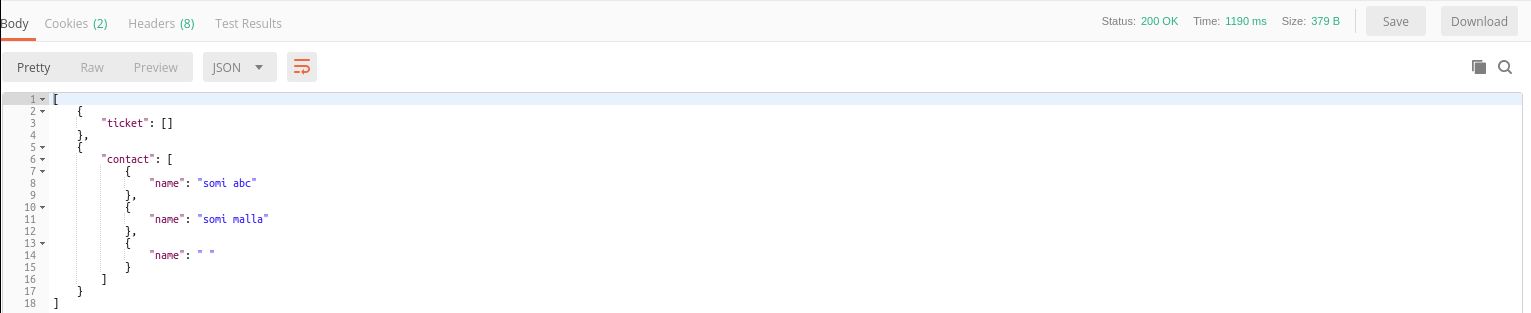 Body Cookies (2) Headers (8) Test Results Status: 200 OK Time: 1190 ms Size: 379 B Save Download
Pretty Raw Preview JSON
1 [
2 {
3 "ticket": []
4 },
5 {
6 "contact": [
7 {
8 "name": "somi abc"
9 },
10 {
11 "name": "somi malla"
12 },
13 {
14 "name": " "
15 }
16 ]
17 }
18 ]